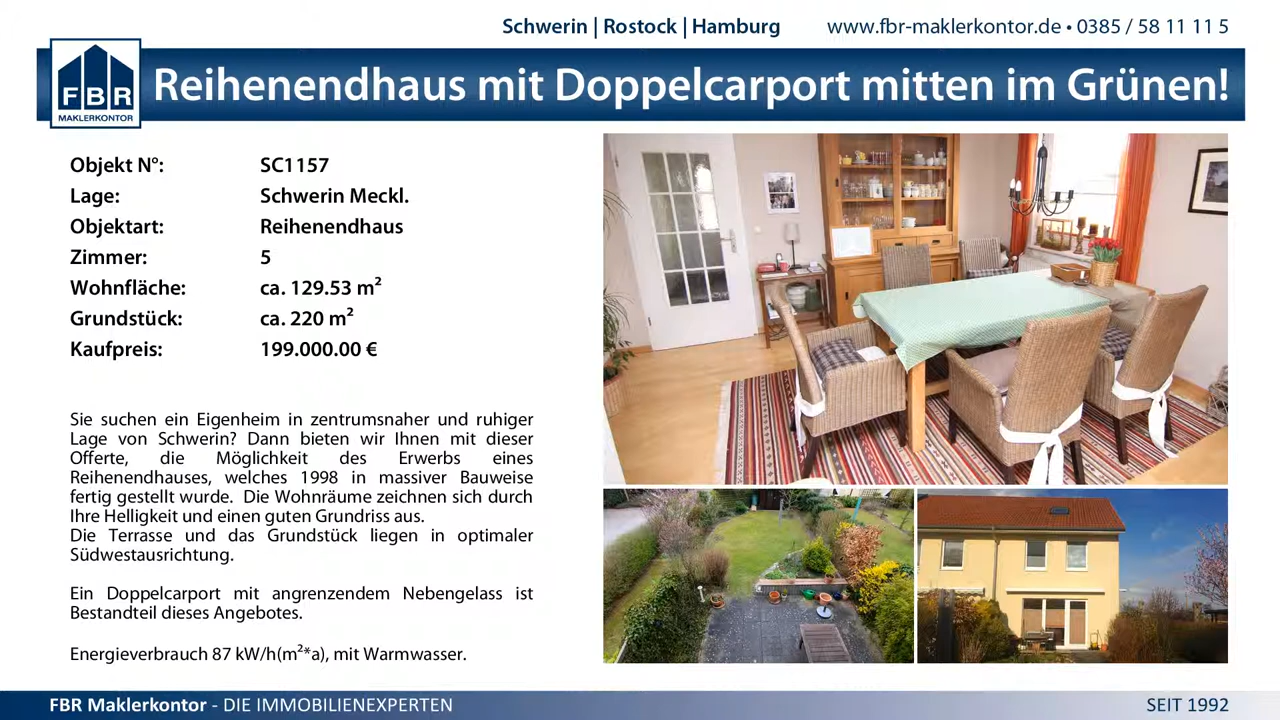 Schwerin | Rostock | Hamburg www.fbr-maklerkontor.de • 0385 / 58 11 11 5
FBR
MAKLERKONTOR
Reihenendhaus mit Doppelcarport mitten im Grünen!
Objekt N°: SC1157
Lage: Schwerin Meckl.
Objektart: Reihenendhaus
Zimmer: 5
Wohnfläche: ca. 129.53 m²
Grundstück: ca. 220 m²
Kaufpreis: 199.000.00 €
Sie suchen ein Eigenheim in zentrumsnaher und ruhiger
Lage von Schwerin? Dann bieten wir Ihnen mit dieser
Offerte, die Möglichkeit des Erwerbs eines
Reihenendhauses, welches 1998 in massiver Bauweise
fertig gestellt wurde. Die Wohnräume zeichnen sich durch
Ihre Helligkeit und einen guten Grundriss aus.
Die Terrasse und das Grundstück liegen in optimaler
Südwestausrichtung.
Ein Doppelcarport mit angrenzendem Nebengelass ist
Bestandteil dieses Angebotes.
Energieverbrauch 87 kW/h(m²*a), mit Warmwasser.
FBR Maklerkontor - DIE IMMOBILIENEXPERTEN SEIT 1992